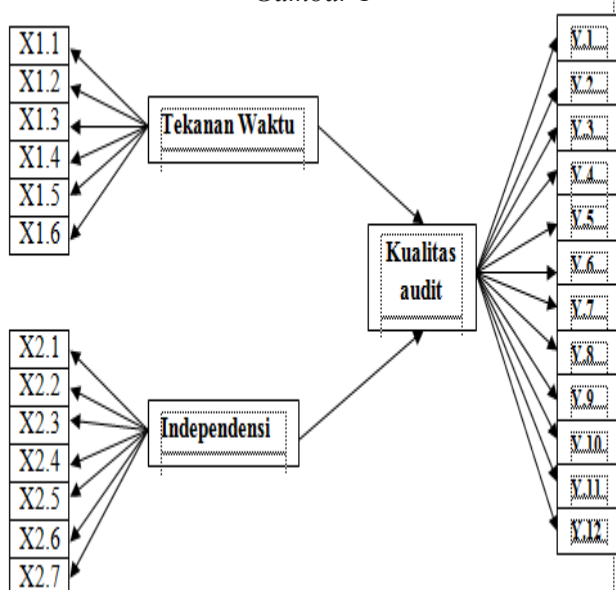 Gambar 1
X1.1
X1.2
X1.3
X1.4
X1.5
X1.6
Tekanan Waktu
Kualitas
audit
X2.1
X2.2
X2.3
X2.4
X2.5
X2.6
X2.7
Independensi
Y.1
Y.2
Y.3
Y.4
Y.5
Y.6
Y.7
Y.8
Y.9
Y.10
Y.11
Y.12